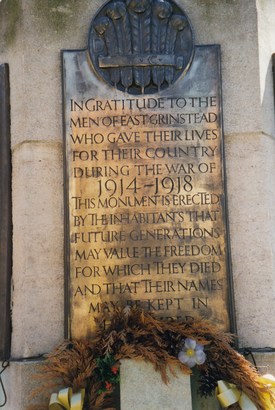 IN GRATITUDE TO THE
MEN OF EAST GRINSTEAD
WHO GAVE THEIR LIVES
FOR THEIR COUNTRY
DURING THE WAR OF
1914-1918
THIS MONUMENT IS ERECTED
BY THE INHABITANTS THAT
FUTURE GENERATIONS
MAY VALUE THE FREEDOM
FOR WHICH THEY DIED
AND THAT THEIR NAMES
MAY BE KEPT IN